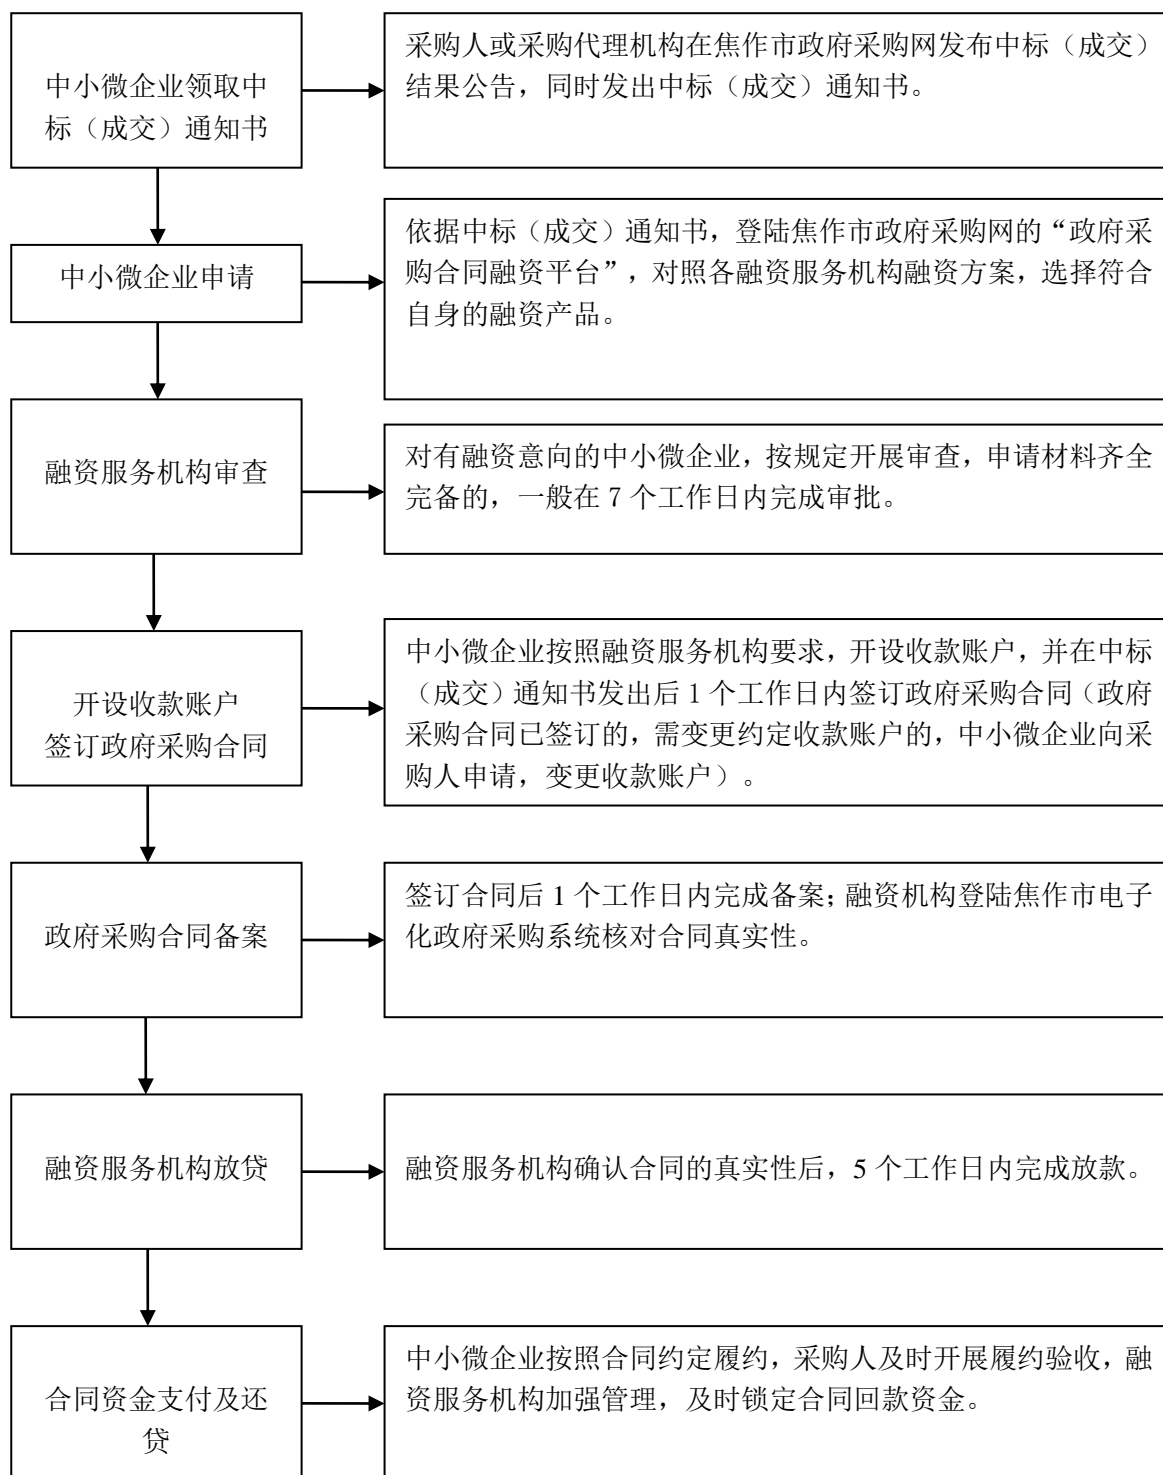 中小微企业领取中
标（成交）通知书
采购人或采购代理机构在焦作市政府采购网发布中标（成交）
结果公告，同时发出中标（成交）通知书。
中小微企业申请
依据中标（成交）通知书，登陆焦作市政府采购网的“政府采
购合同融资平台”，对照各融资服务机构融资方案，选择符合
自身的融资产品。
融资服务机构审查
对有融资意向的中小微企业，按规定开展审查，申请材料齐全
完备的，一般在 7 个工作日内完成审批。
开设收款账户
签订政府采购合同
中小微企业按照融资服务机构要求，开设收款账户，并在中标
（成交）通知书发出后 1 个工作日内签订政府采购合同（政府
采购合同已签订的，需变更约定收款账户的，中小微企业向采
购人申请，变更收款账户）。
政府采购合同备案
签订合同后 1 个工作日内完成备案；融资机构登陆焦作市电子
化政府采购系统核对合同真实性。
融资服务机构放贷
融资服务机构确认合同的真实性后，5 个工作日内完成放款。
合同资金支付及还
贷
中小微企业按照合同约定履约，采购人及时开展履约验收，融
资服务机构加强管理，及时锁定合同回款资金。